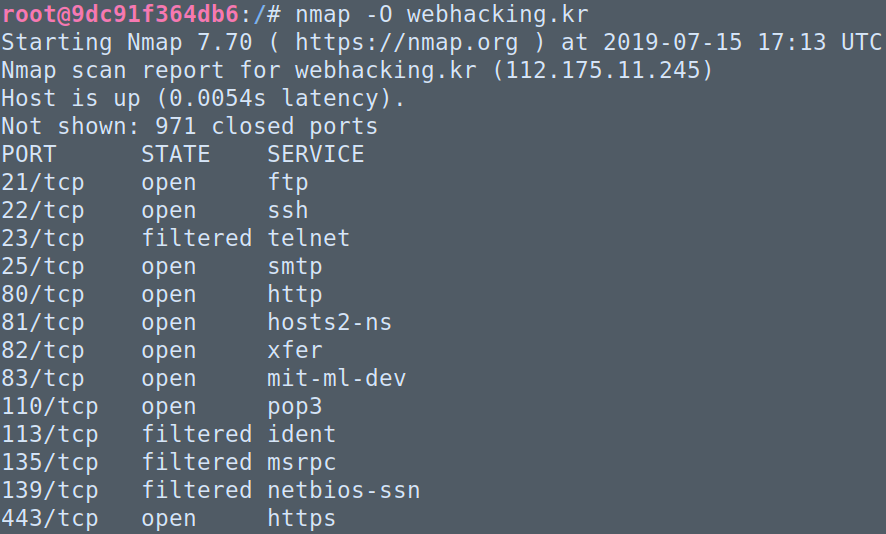 root@9dc91f364db6:/# nmap -O webhacking.kr
Starting Nmap 7.70 ( https://nmap.org ) at 2019-07-15 17:13 UTC
Nmap scan report for webhacking.kr (112.175.11.245)
Host is up (0.0054s latency).
Not shown: 971 closed ports
PORT      STATE    SERVICE
21/tcp    open     ftp
22/tcp    open     ssh
23/tcp    filtered telnet
25/tcp    open     smtp
80/tcp    open     http
81/tcp    open     hosts2-ns
82/tcp    open     xfer
83/tcp    open     mit-ml-dev
110/tcp   open     pop3
113/tcp   filtered ident
135/tcp   filtered msrpc
139/tcp   filtered netbios-ssn
443/tcp   open     https